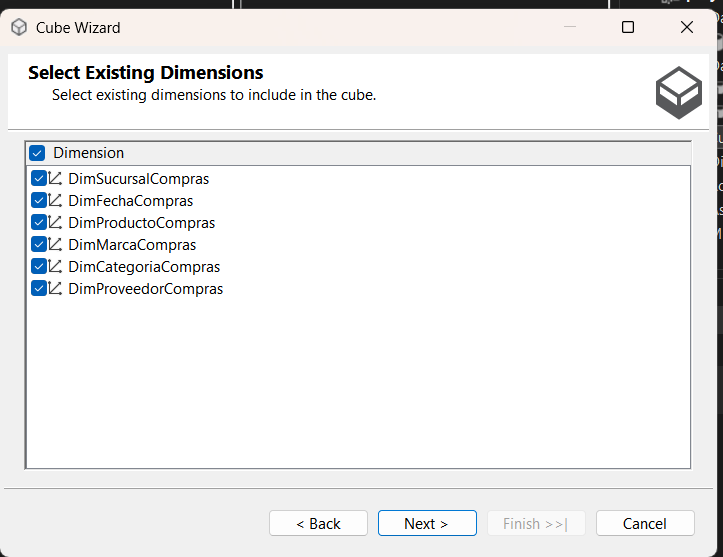 Cube Wizard
Select Existing Dimensions
Select existing dimensions to include in the cube.
Dimension
DimSucursalCompras
DimFechaCompras
DimProductoCompras
DimMarcaCompras
DimCategoriaCompras
DimProveedorCompras
< Back Next > Finish >>| Cancel